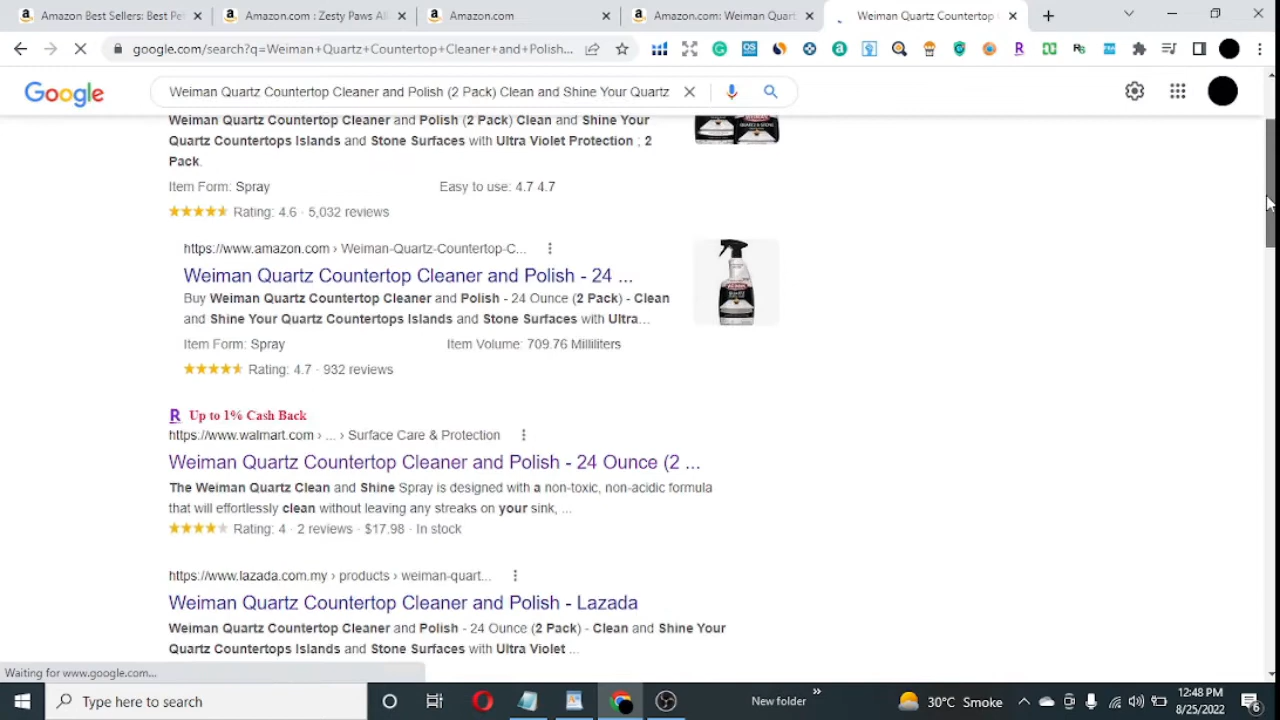 Amazon Best Sellers: Best Pet
Amazon.com : Zesty Paws All
Amazon.com
Amazon.com: Weiman Quart
Weiman Quartz Countertop
google.com/search?q=Weiman+Quartz+Countertop+Cleaner+and+Polish...
Google
Weiman Quartz Countertop Cleaner and Polish (2 Pack) Clean and Shine Your Quartz
Weiman Quartz Countertop Cleaner and Polish (2 Pack) Clean and Shine Your
Quartz Countertops Islands and Stone Surfaces with Ultra Violet Protection ; 2
Pack.
Item Form: Spray
Easy to use: 4.7 4.7
Rating: 4.6 · 5,032 reviews
https://www.amazon.com › Weiman-Quartz-Countertop-C...
Weiman Quartz Countertop Cleaner and Polish - 24 ...
Buy Weiman Quartz Countertop Cleaner and Polish - 24 Ounce (2 Pack) - Clean
and Shine Your Quartz Countertops Islands and Stone Surfaces with Ultra...
Item Form: Spray
Item Volume: 709.76 Milliliters
Rating: 4.7 · 932 reviews
R Up to 1% Cash Back
https://www.walmart.com › ... › Surface Care & Protection
Weiman Quartz Countertop Cleaner and Polish - 24 Ounce (2 ...
The Weiman Quartz Clean and Shine Spray is designed with a non-toxic, non-acidic formula
that will effortlessly clean without leaving any streaks on your sink, ...
Rating: 4 · 2 reviews · $17.98 · In stock
https://www.lazada.com.my › products › weiman-quart...
Weiman Quartz Countertop Cleaner and Polish - Lazada
Weiman Quartz Countertop Cleaner and Polish - 24 Ounce (2 Pack) - Clean and Shine Your
Quartz Countertops Islands and Stone Surfaces with Ultra Violet ...
Waiting for www.google.com...
Type here to search
New folder
30°C Smoke
12:48 PM
8/25/2022
6